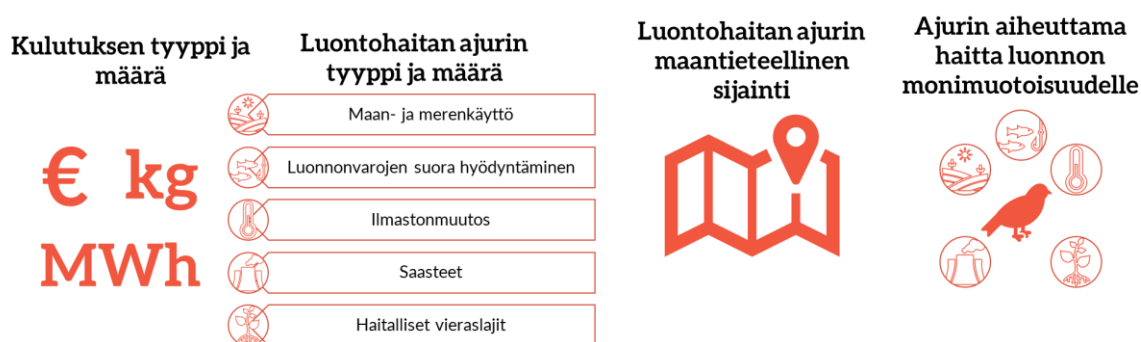 Kulutuksen tyyppi ja
määrä
€ kg
MWh
Luontohaitan ajurin
tyyppi ja määrä
Maan- ja merenkäyttö
Luonnonvarojen suora hyödyntäminen
Ilmastonmuutos
Saasteet
Haitalliset vieraslajit
Luontohaitan ajurin
maantieteellinen
sijainti
Ajurin aiheuttama
haitta luonnon
monimuotoisuudelle